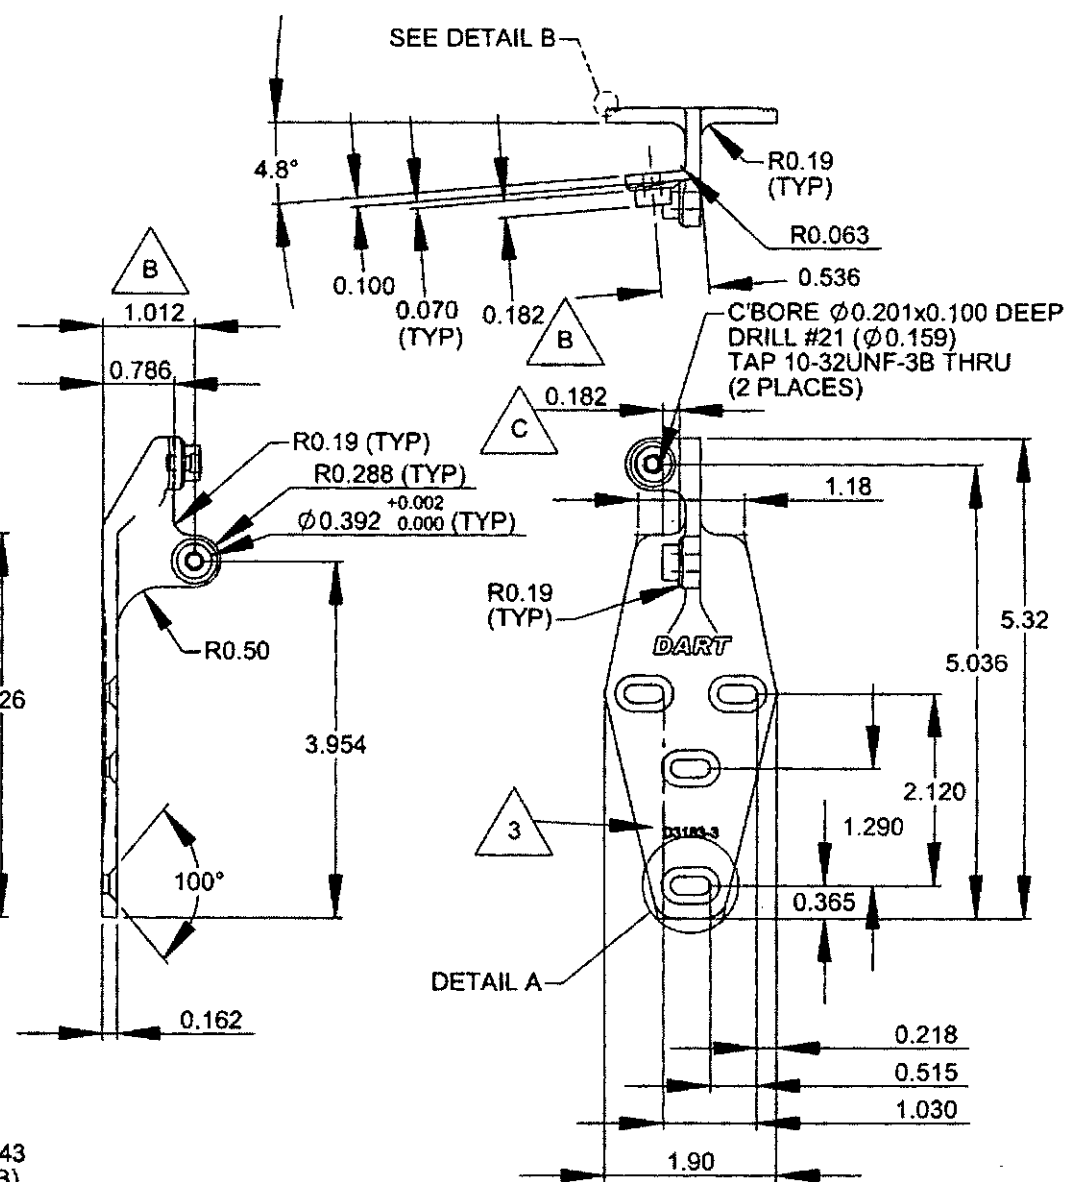 SEE DETAIL B
4.8°
R0.19
(TYP)
R0.063
0.100
0.070
(TYP)
0.182
0.536
B
1.012
0.786
B
C'BORE Ø0.201x0.100 DEEP
DRILL #21 (Ø0.159)
TAP 10-32UNF-3B THRU
(2 PLACES)
C
0.182
R0.19 (TYP)
R0.288 (TYP)
Ø0.392 +0.002
0.000 (TYP)
1.18
R0.19
(TYP)
R0.50
DART
5.32
5.036
26
3.954
2.120
1.290
3
D3183-3
100°
0.365
DETAIL A
0.162
0.218
0.515
1.030
1.90
43